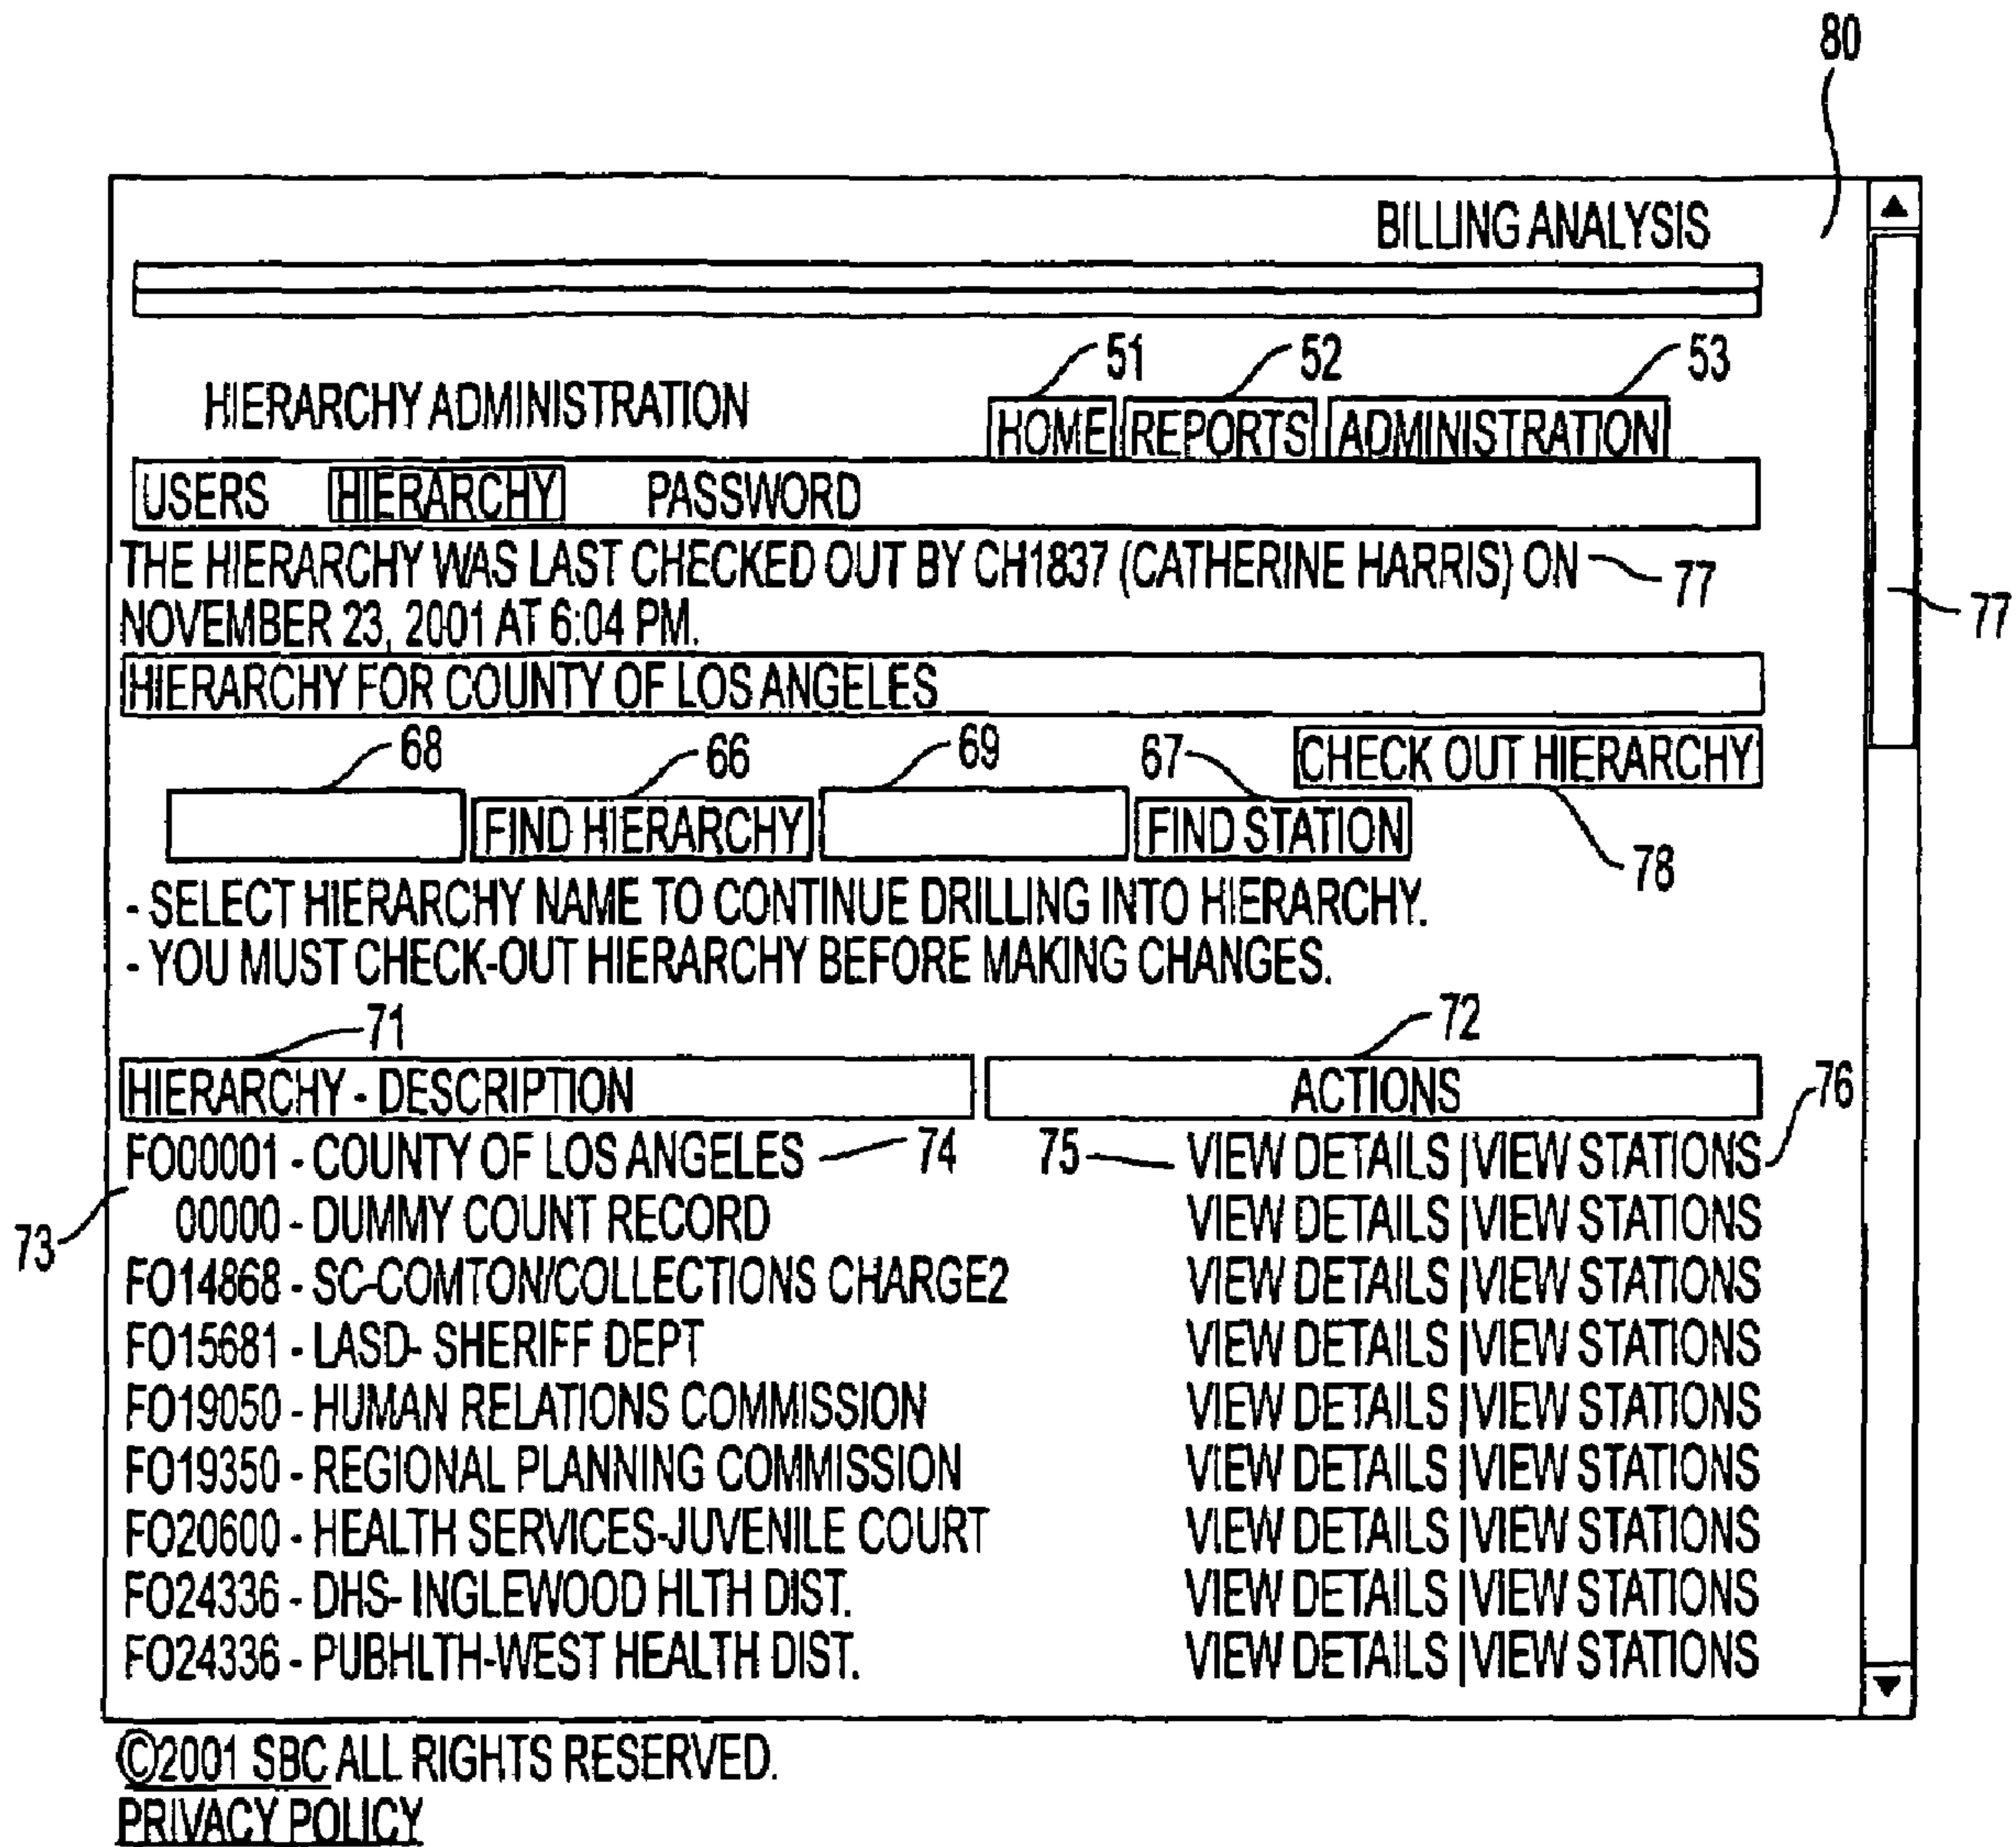 80
BILLING ANALYSIS
51 52 53
HIERARCHY ADMINISTRATION HOME REPORTS ADMINISTRATION
USERS HIERARCHY PASSWORD
THE HIERARCHY WAS LAST CHECKED OUT BY CH1837 (CATHERINE HARRIS) ON 77
NOVEMBER 23, 2001 AT 6:04 PM. 77
HIERARCHY FOR COUNTY OF LOS ANGELES
68 66 69 67 CHECK OUT HIERARCHY
FIND HIERARCHY FIND STATION
78
- SELECT HIERARCHY NAME TO CONTINUE DRILLING INTO HIERARCHY.
- YOU MUST CHECK-OUT HIERARCHY BEFORE MAKING CHANGES.
71 72
HIERARCHY - DESCRIPTION ACTIONS 76
FO00001 - COUNTY OF LOS ANGELES 74 75 VIEW DETAILS | VIEW STATIONS
73 00000 - DUMMY COUNT RECORD VIEW DETAILS | VIEW STATIONS
FO14868 - SC-COMTON/COLLECTIONS CHARGE2 VIEW DETAILS | VIEW STATIONS
FO15681 - LASD- SHERIFF DEPT VIEW DETAILS | VIEW STATIONS
FO19050 - HUMAN RELATIONS COMMISSION VIEW DETAILS | VIEW STATIONS
FO19350 - REGIONAL PLANNING COMMISSION VIEW DETAILS | VIEW STATIONS
FO20600 - HEALTH SERVICES-JUVENILE COURT VIEW DETAILS | VIEW STATIONS
FO24336 - DHS- INGLEWOOD HLTH DIST. VIEW DETAILS | VIEW STATIONS
FO24336 - PUBHLTH-WEST HEALTH DIST. VIEW DETAILS | VIEW STATIONS
©2001 SBC ALL RIGHTS RESERVED.
PRIVACY POLICY